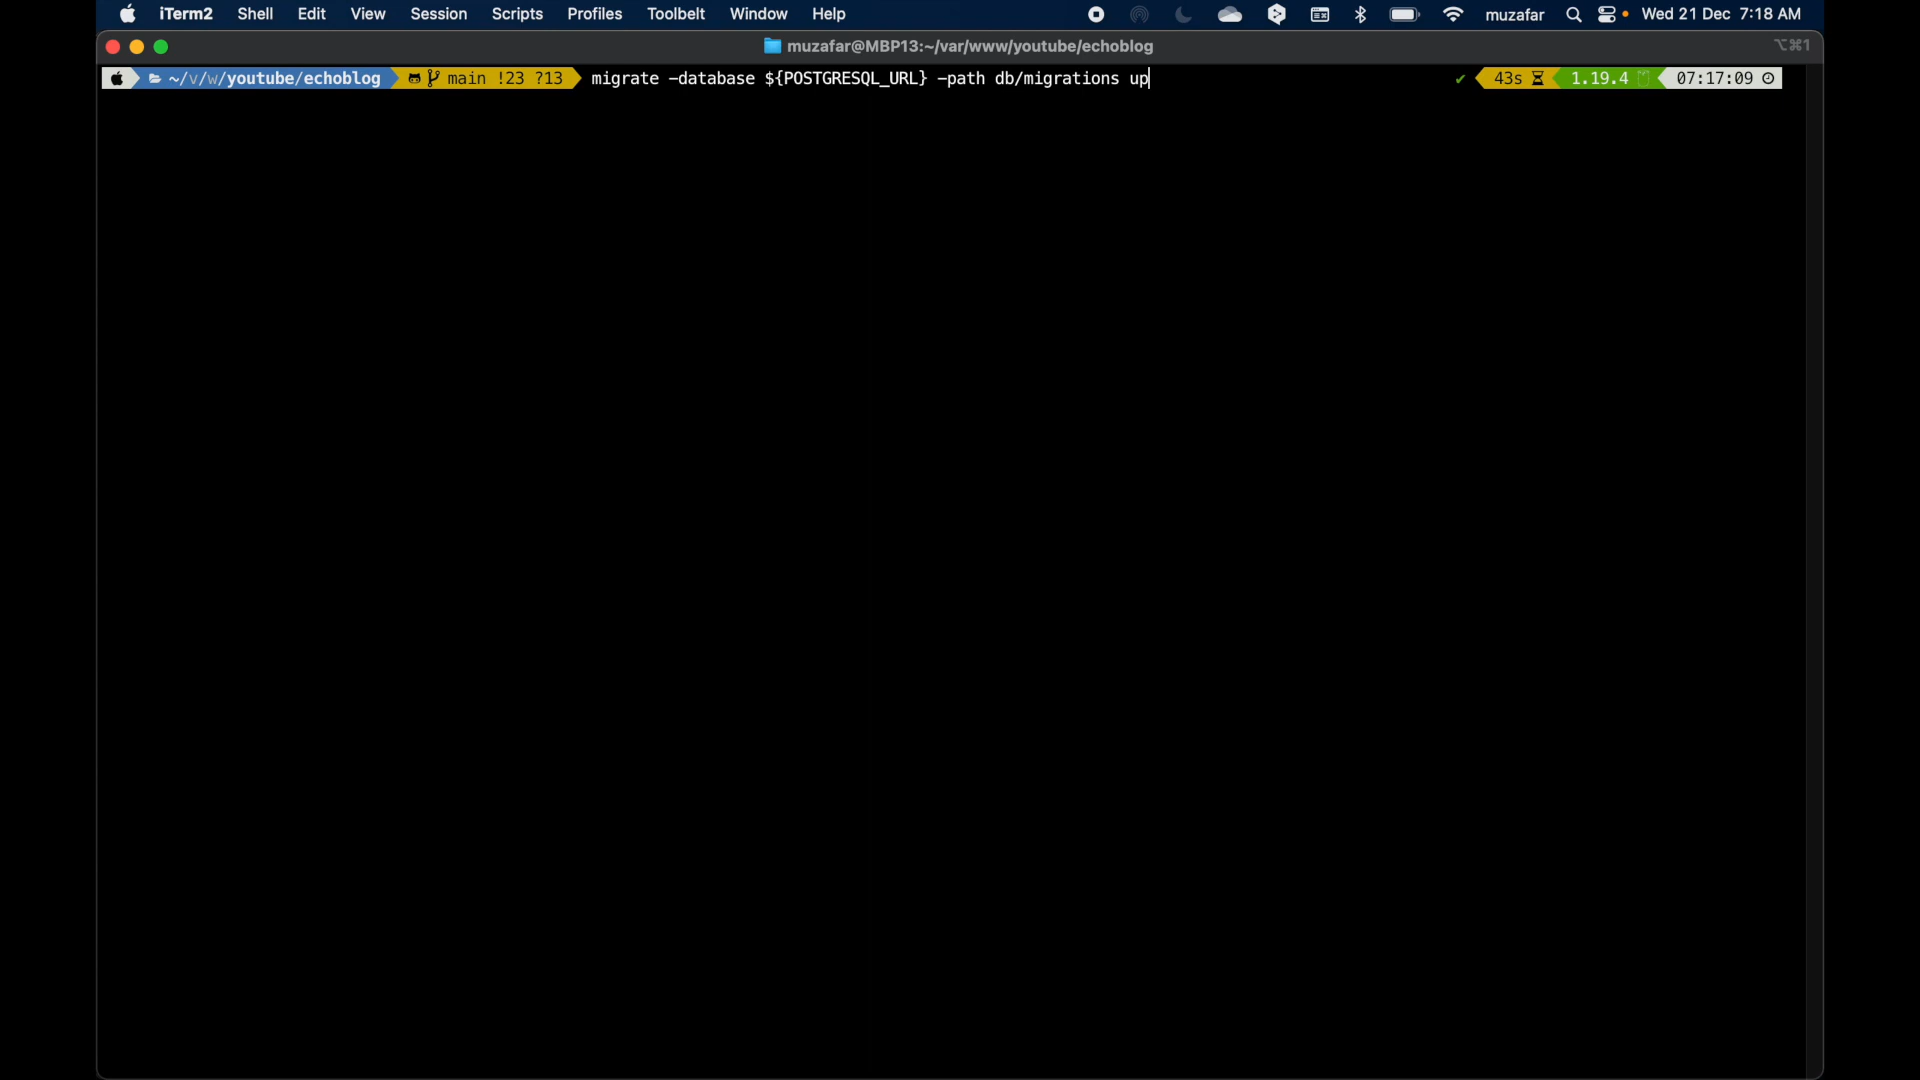 iTerm2 Shell Edit View Session Scripts Profiles Toolbelt Window Help muzafar Wed 21 Dec 7:18 AM
muzafar@MBP13:~/var/www/youtube/echoblog ⌥⌘1
~/v/w/youtube/echoblog main !23 ?13 migrate -database ${POSTGRESQL_URL} -path db/migrations up ✔ 43s 1.19.4 07:17:09